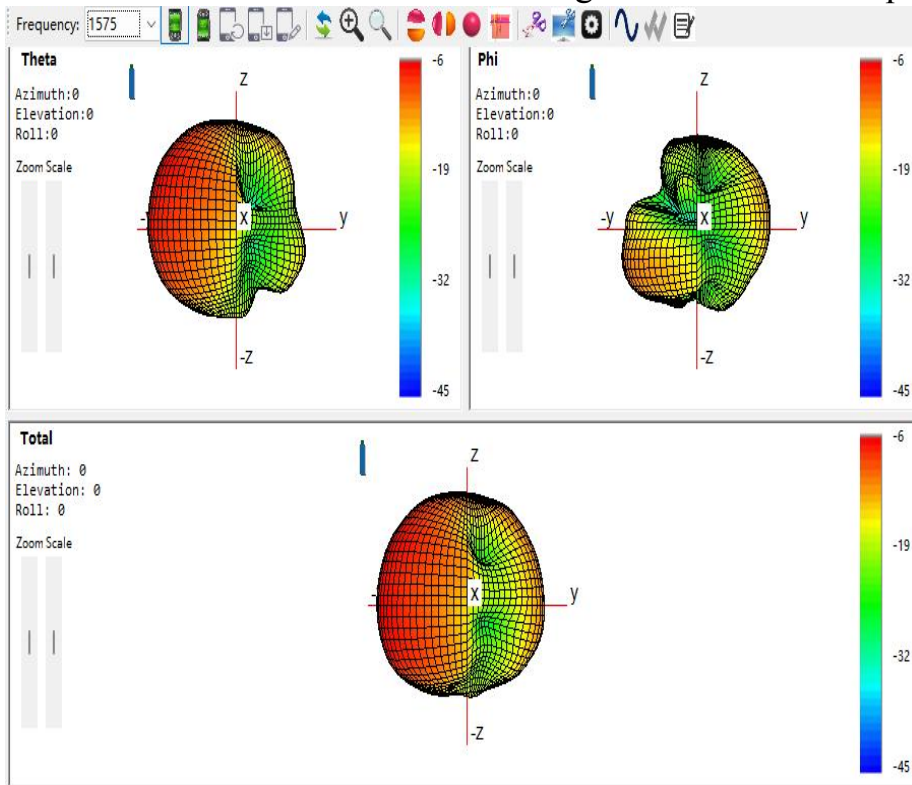 Frequency: 1575
Theta
Azimuth:0
Elevation:0
Roll:0
Zoom Scale
Z
X
y
-Z
-6
-19
-32
-45
Phi
Azimuth:0
Elevation:0
Roll:0
Zoom Scale
Z
-y
X
y
-Z
-6
-19
-32
-45
Total
Azimuth: 0
Elevation: 0
Roll: 0
Zoom Scale
Z
X
y
-Z
-6
-19
-32
-45